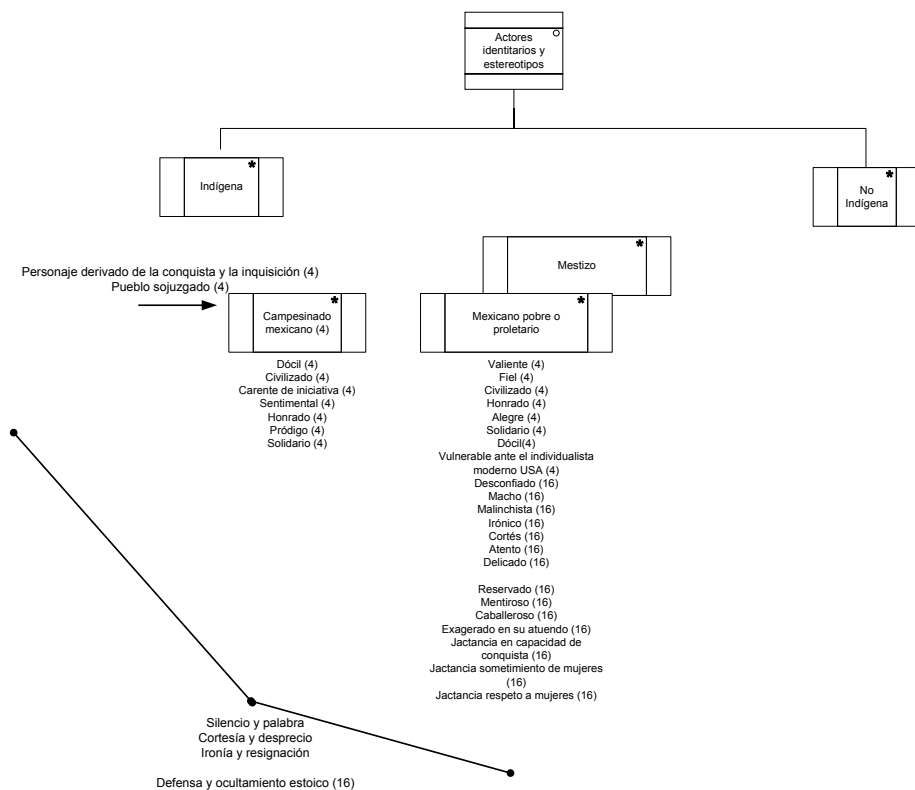 Actores
identitarios y
estereotipos
Indígena
No
Indígena
Mestizo
Personaje derivado de la conquista y la inquisición (4)
Pueblo sojuzgado (4)
Campesinado
mexicano (4)
Mexicano pobre o
proletario
Dócil (4)
Civilizado (4)
Carente de iniciativa (4)
Sentimental (4)
Honrado (4)
Pródigo (4)
Solidario (4)
Valiente (4)
Fiel (4)
Civilizado (4)
Honrado (4)
Alegre (4)
Solidario (4)
Dócil(4)
Vulnerable ante el individualista
moderno USA (4)
Desconfiado (16)
Macho (16)
Malinchista (16)
Irónico (16)
Cortés (16)
Atento (16)
Delicado (16)
Reservado (16)
Mentiroso (16)
Caballeroso (16)
Exagerado en su atuendo (16)
Jactancia en capacidad de
conquista (16)
Jactancia sometimiento de mujeres
(16)
Jactancia respeto a mujeres (16)
Silencio y palabra
Cortesía y desprecio
Ironía y resignación
Defensa y ocultamiento estoico (16)